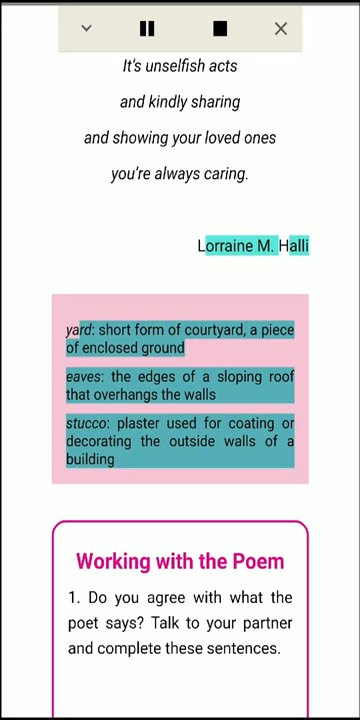 It's unselfish acts
and kindly sharing
and showing your loved ones
you're always caring.
Lorraine M. Halli
yard: short form of courtyard, a piece
of enclosed ground
eaves: the edges of a sloping roof
that overhangs the walls
stucco: plaster used for coating or
decorating the outside walls of a
building
Working with the Poem
1. Do you agree with what the
poet says? Talk to your partner
and complete these sentences.